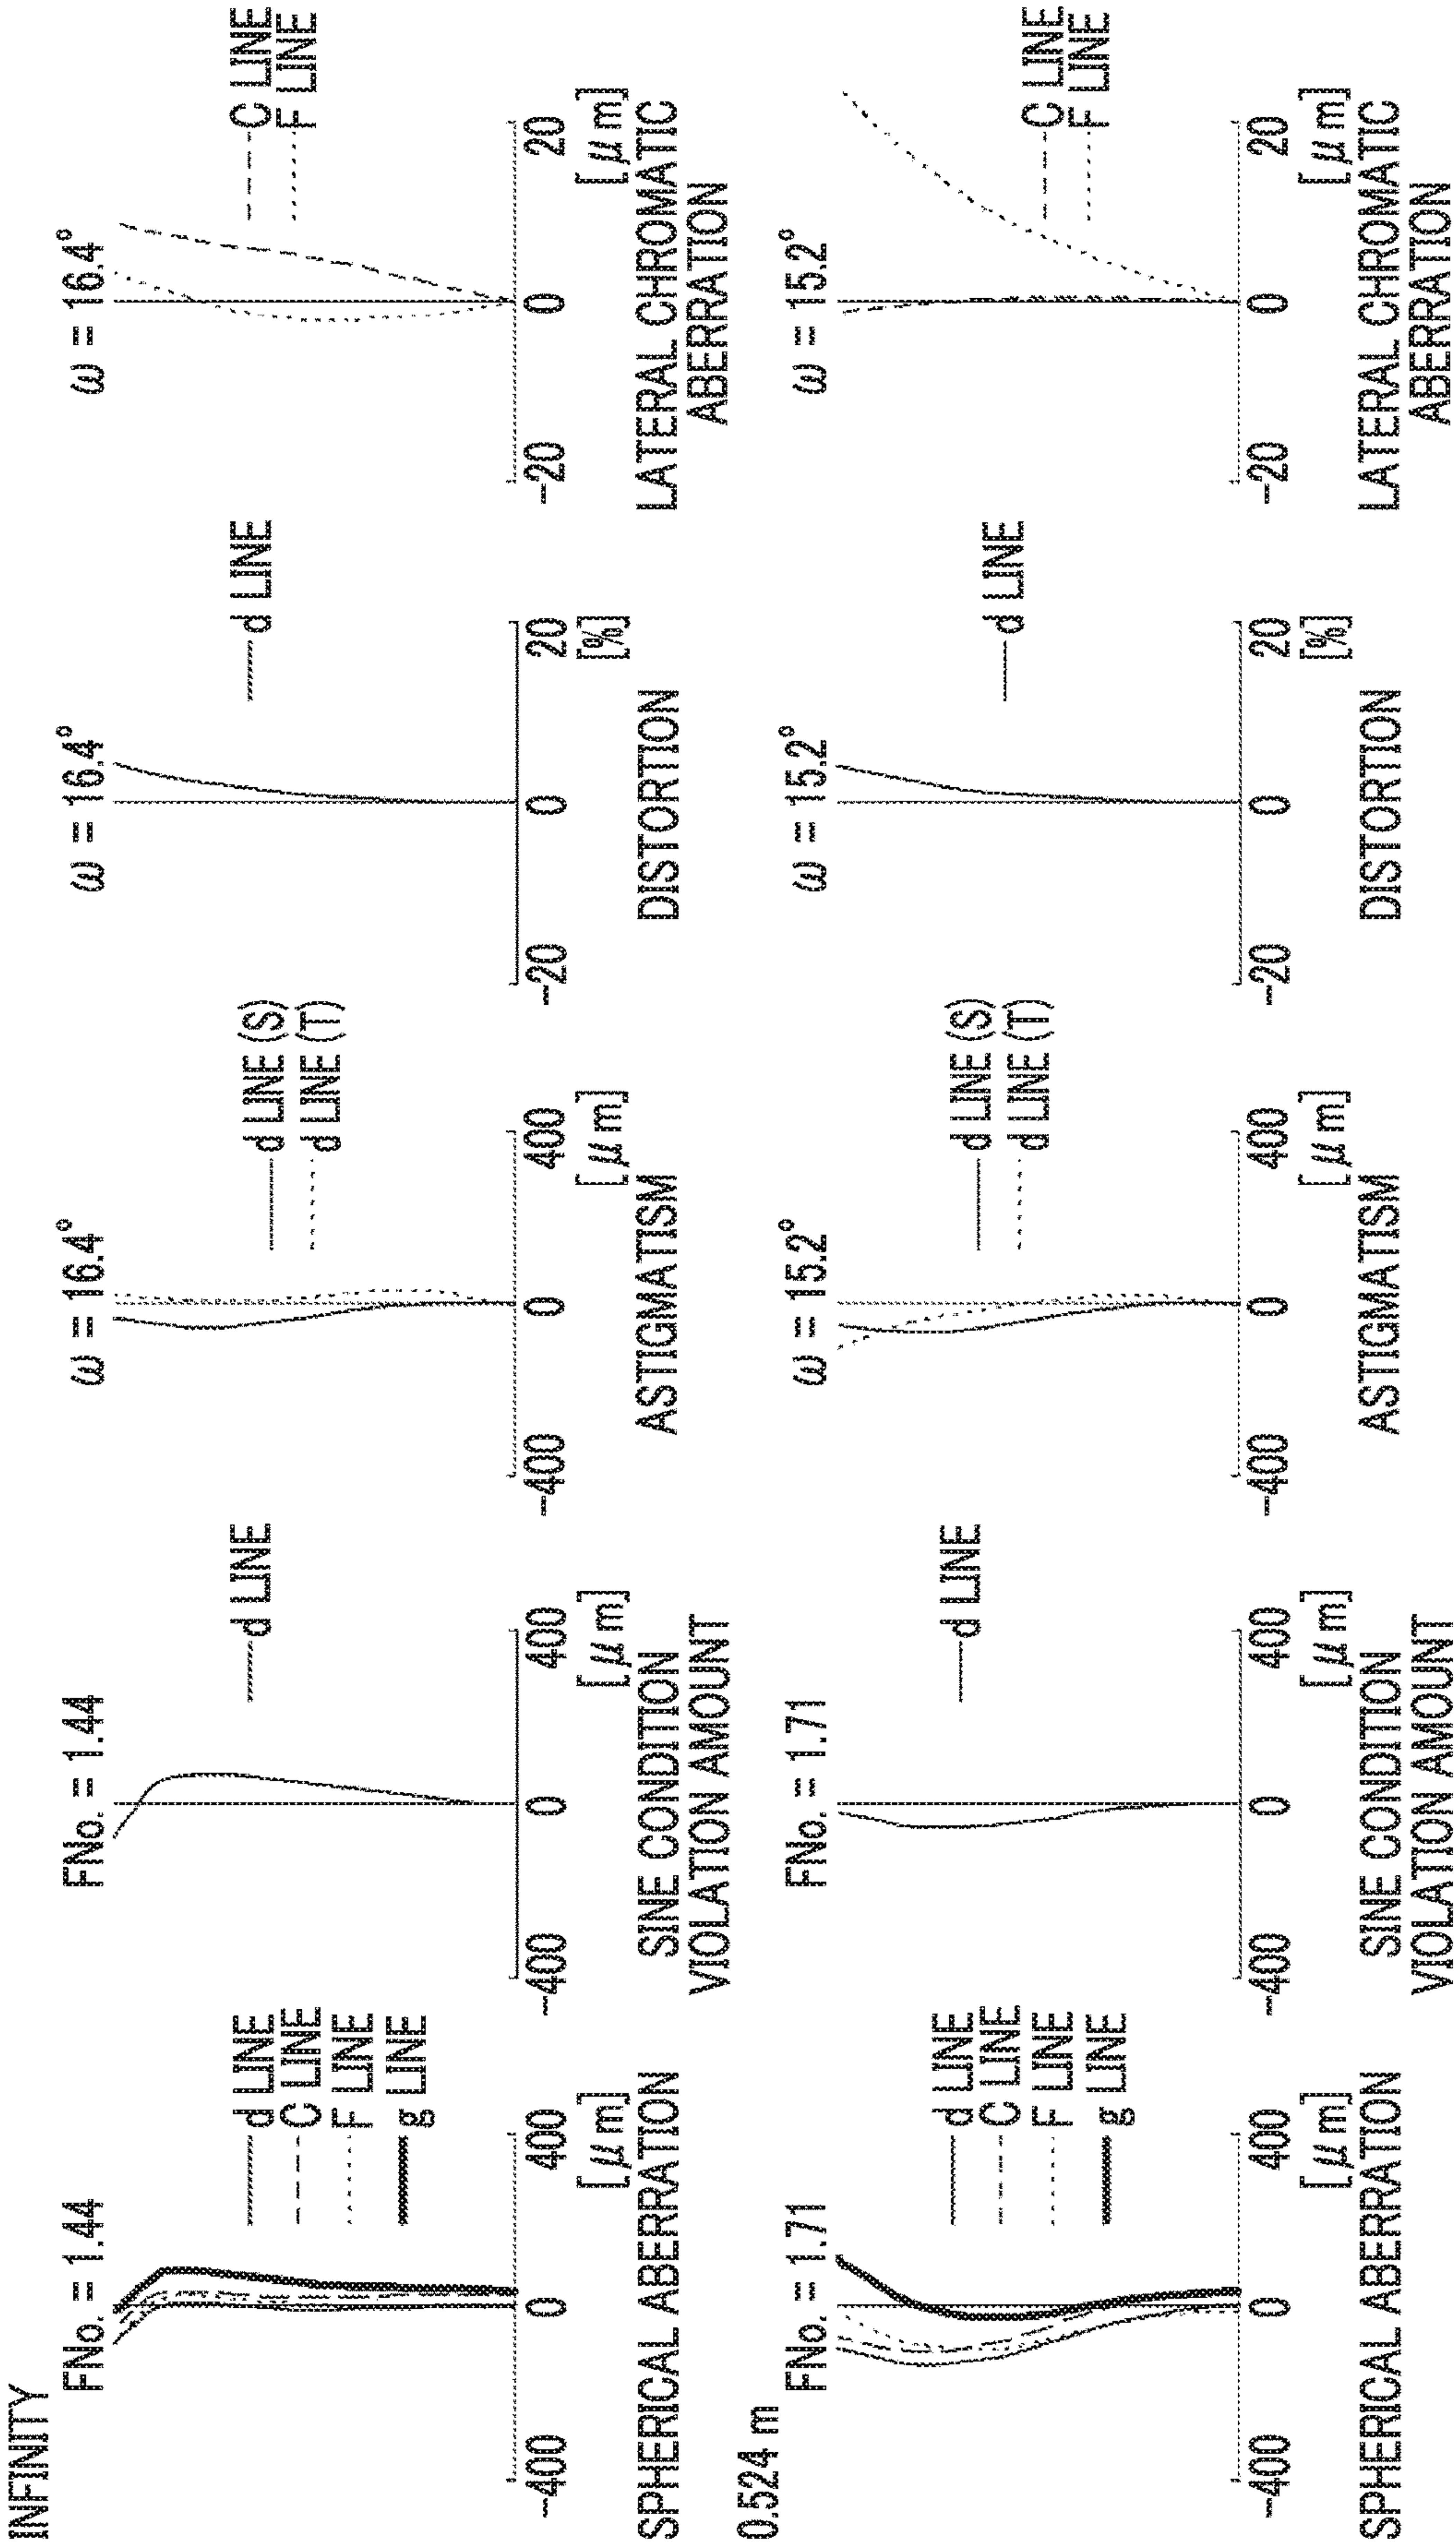 INFINITY
FNo. = 1.44
d LINE
C LINE
F LINE
g LINE
-400
0
400
[μm]
SPHERICAL ABERRATION
FNo. = 1.44
d LINE
-400
0
400
[μm]
SINE CONDITION
VIOLATION AMOUNT
ω = 16.4°
d LINE (S)
d LINE (T)
-400
0
400
[μm]
ASTIGMATISM
ω = 16.4°
d LINE
-20
0
20
[%]
DISTORTION
ω = 16.4°
C LINE
F LINE
-20
0
20
[μm]
LATERAL CHROMATIC
ABERRATION
0.524 m
FNo. = 1.71
d LINE
C LINE
F LINE
g LINE
-400
0
400
[μm]
SPHERICAL ABERRATION
FNo. = 1.71
d LINE
-400
0
400
[μm]
SINE CONDITION
VIOLATION AMOUNT
ω = 15.2°
d LINE (S)
d LINE (T)
-400
0
400
[μm]
ASTIGMATISM
ω = 15.2°
d LINE
-20
0
20
[%]
DISTORTION
ω = 15.2°
C LINE
F LINE
-20
0
20
[μm]
LATERAL CHROMATIC
ABERRATION